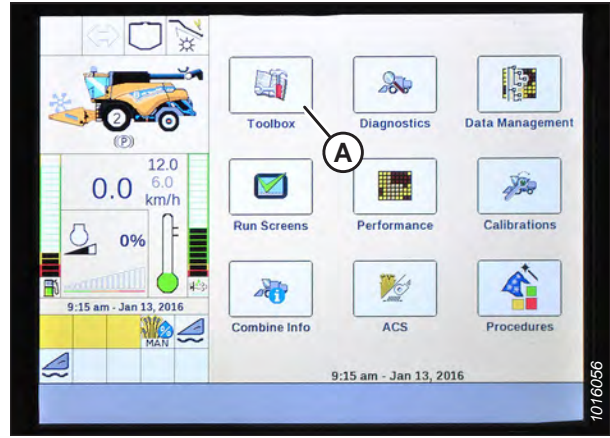 Toolbox
Diagnostics
Data Management
A
1
2
(P)
12.0
0.0
6.0
km/h
Run Screens
Performance
Calibrations
0%
9:15 am - Jan 13, 2016
MAN
Combine Info
ACS
Procedures
9:15 am - Jan 13, 2016
1016056